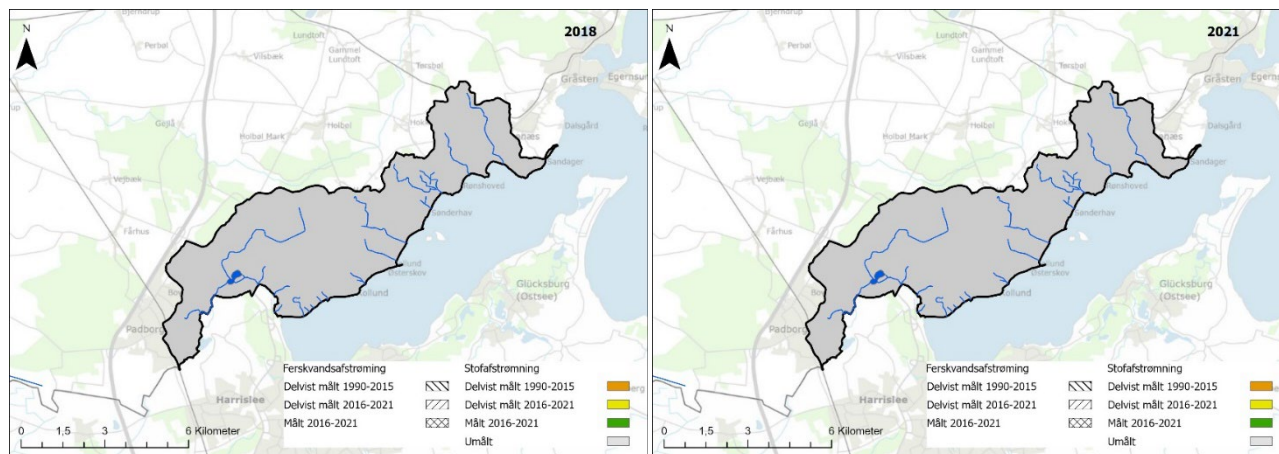 Bjerndrup
Lundtoft
N
2018
Perbøl
Vilsbæk
Gammel
Lundtoft
Tørsbøl
Gråsten
Egernsund
Gejlå
Holbøl Mark
Holbøl
Dalsgård
Sandager
Vejbæk
Rønshoved
Sønderhav
Fårhus
Østerskov
Glücksburg
(Ostsee)
Padborg
Kollund
Ferskvandsafstrømning
Stofafstrømning
Delvist målt 1990-2015
Delvist målt 1990-2015
Harrislee
Delvist målt 2016-2021
Delvist målt 2016-2021
Målt 2016-2021
Målt 2016-2021
0 1,5 3 6 Kilometer
Umålt
Lundtoft
N
2021
Perbøl
Vilsbæk
Gammel
Lundtoft
Tørsbøl
Gråsten
Egernsund
Gejlå
Holbøl Mark
Holbøl
Dalsgård
Sandager
Vejbæk
Rønshoved
Sønderhav
Fårhus
Østerskov
Glücksburg
(Ostsee)
Padborg
Ferskvandsafstrømning
Stofafstrømning
Delvist målt 1990-2015
Delvist målt 1990-2015
Harrislee
Delvist målt 2016-2021
Delvist målt 2016-2021
Målt 2016-2021
Målt 2016-2021
0 1,5 3 6 Kilometer
Umålt